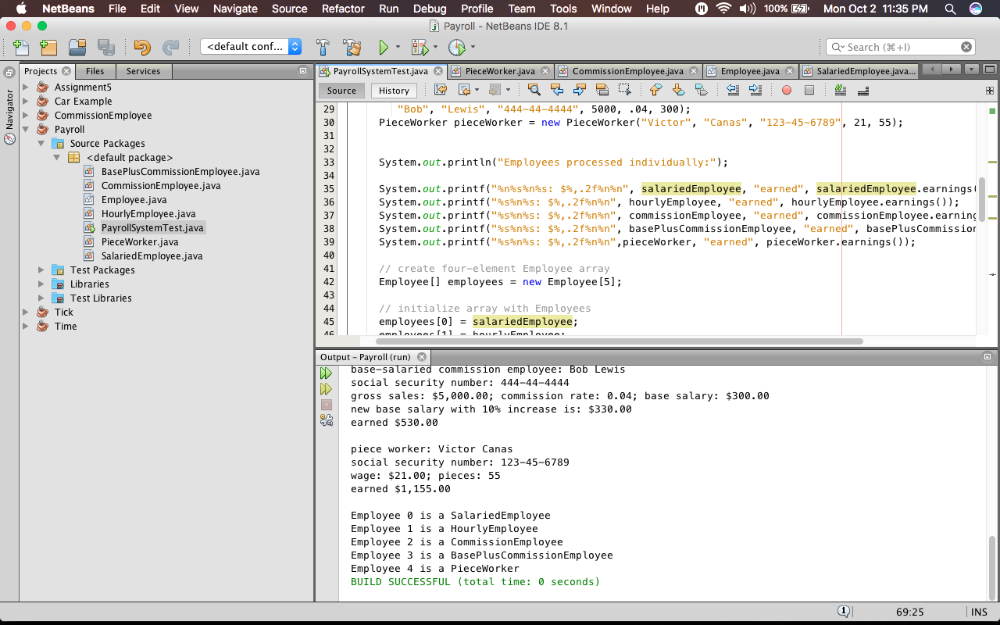 NetBeans File Edit View Navigate Source Refactor Run Debug Profile Team Tools Window Help 100% Mon Oct 2 11:35 PM
Payroll - NetBeans IDE 8.1
<default conf... Search (⌘+I)
Projects Files Services
Navigator
Assignment5
Car Example
CommissionEmployee
Payroll
Source Packages
<default package>
BasePlusCommissionEmployee.java
CommissionEmployee.java
Employee.java
HourlyEmployee.java
PayrollSystemTest.java
PieceWorker.java
SalariedEmployee.java
Test Packages
Libraries
Test Libraries
Tick
Time
PayrollSystemTest.java PieceWorker.java CommissionEmployee.java Employee.java SalariedEmployee.java...
Source History
29 "Bob", "Lewis", "444-44-4444", 5000, .04, 300);
30 PieceWorker pieceWorker = new PieceWorker("Victor", "Canas", "123-45-6789", 21, 55);
31
32
33 System.out.println("Employees processed individually:");
34
35 System.out.printf("%n%s%n%s: $%,.2f%n%n", salariedEmployee, "earned", salariedEmployee.earnings(
36 System.out.printf("%s%n%s: $%,.2f%n%n", hourlyEmployee, "earned", hourlyEmployee.earnings());
37 System.out.printf("%s%n%s: $%,.2f%n%n", commissionEmployee, "earned", commissionEmployee.earning
38 System.out.printf("%s%n%s: $%,.2f%n%n", basePlusCommissionEmployee, "earned", basePlusCommission
39 System.out.printf("%s%n%s: $%,.2f%n%n",pieceWorker, "earned", pieceWorker.earnings());
40
41 // create four-element Employee array
42 Employee[] employees = new Employee[5];
43
44 // initialize array with Employees
45 employees[0] = salariedEmployee;
46 employees[1] = hourlyEmployee;
Output – Payroll (run)
base-salaried commission employee: Bob Lewis
social security number: 444-44-4444
gross sales: $5,000.00; commission rate: 0.04; base salary: $300.00
new base salary with 10% increase is: $330.00
earned $530.00
piece worker: Victor Canas
social security number: 123-45-6789
wage: $21.00; pieces: 55
earned $1,155.00
Employee 0 is a SalariedEmployee
Employee 1 is a HourlyEmployee
Employee 2 is a CommissionEmployee
Employee 3 is a BasePlusCommissionEmployee
Employee 4 is a PieceWorker
BUILD SUCCESSFUL (total time: 0 seconds)
1 69:25 INS